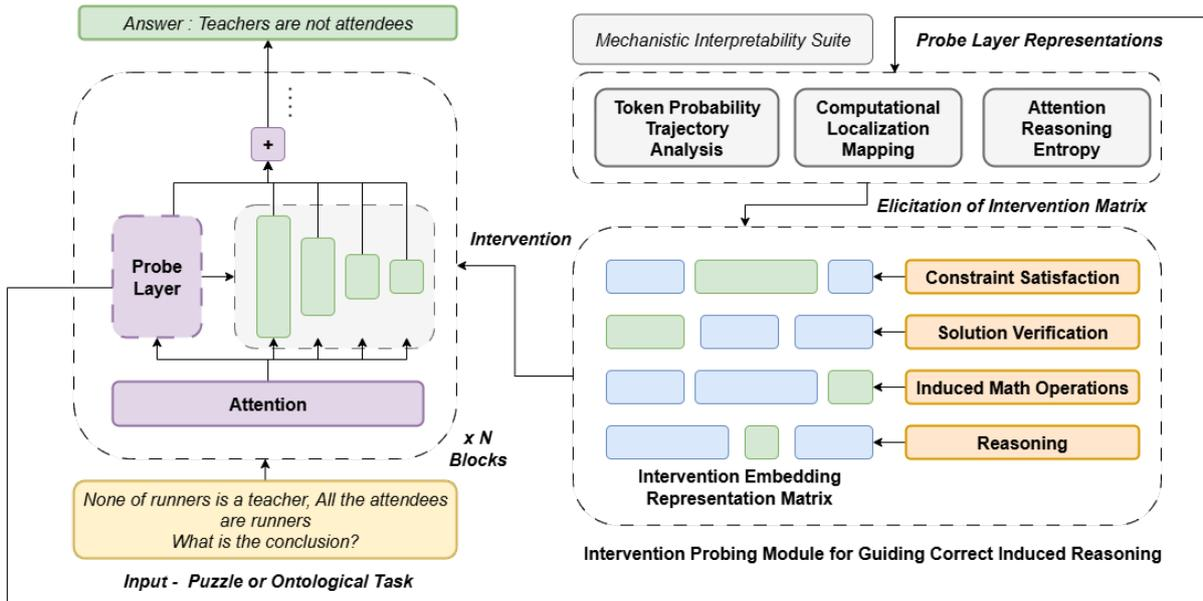 Answer : Teachers are not attendees
+
Probe
Layer
Attention
x N
Blocks
None of runners is a teacher, All the attendees
are runners
What is the conclusion?
Input - Puzzle or Ontological Task
Mechanistic Interpretability Suite
Probe Layer Representations
Token Probability
Trajectory
Analysis
Computational
Localization
Mapping
Attention
Reasoning
Entropy
Elicitation of Intervention Matrix
Intervention
Constraint Satisfaction
Solution Verification
Induced Math Operations
Reasoning
Intervention Embedding
Representation Matrix
Intervention Probing Module for Guiding Correct Induced Reasoning